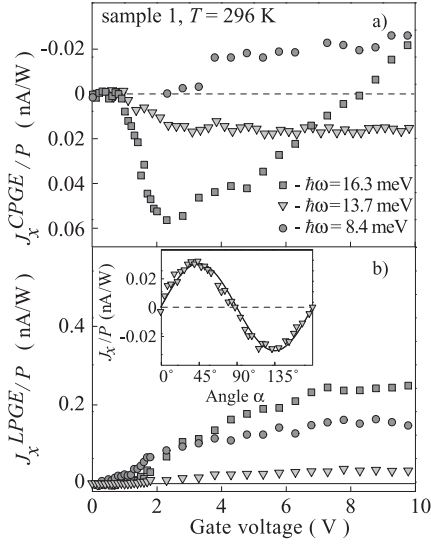 sample 1, T = 296 K
a)
-0.02
0
0.02
0.04
0.06
J_x^CPGE/P (nA/W)
- ħω=16.3 meV
- ħω=13.7 meV
- ħω=8.4 meV
b)
J_x/P (nA/W)
0.02
0
-0.02
0° 45° 90° 135°
Angle α
0.4
0.2
0.0
J_x^LPGE/P (nA/W)
0 2 4 6 8 10
Gate voltage (V)